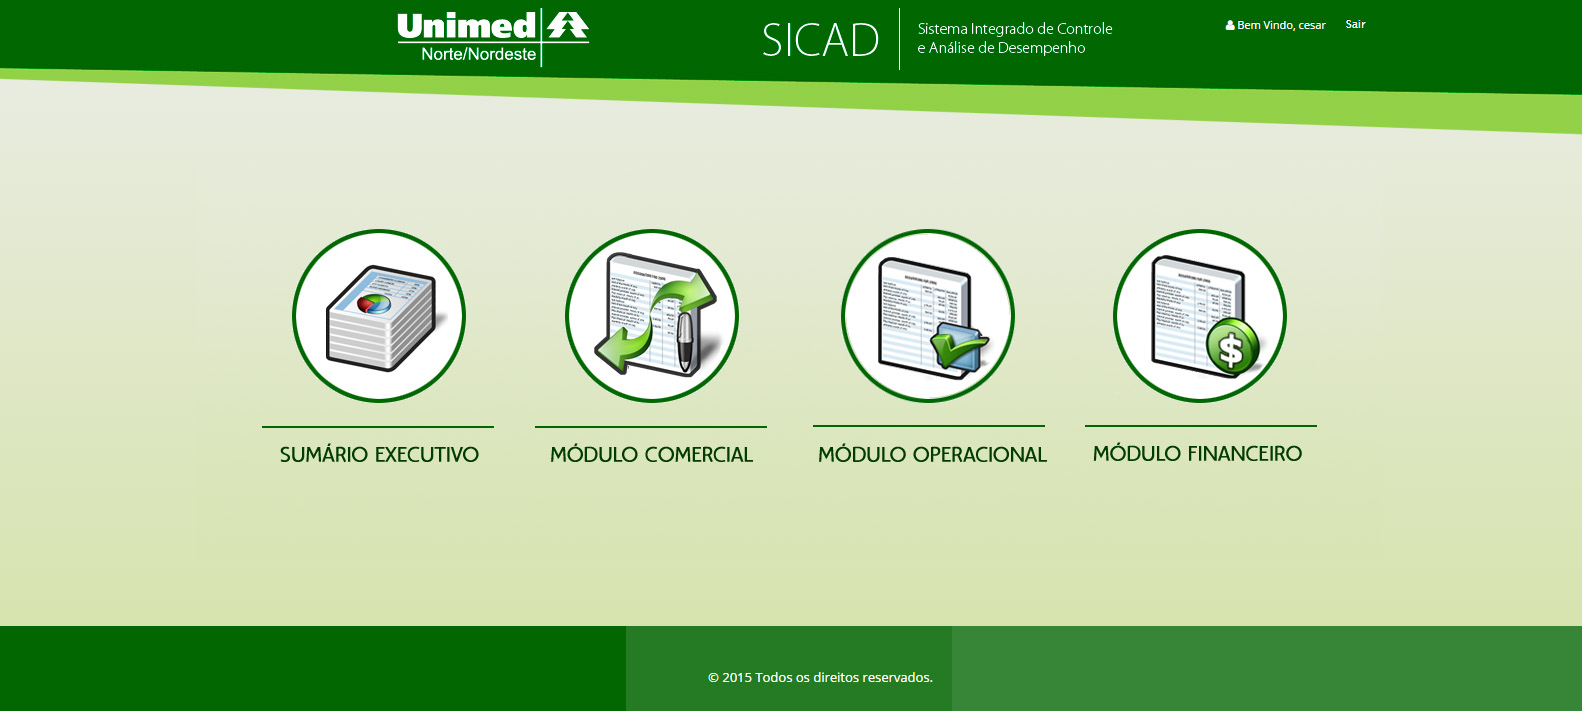 Unimed
Norte/Nordeste
SICAD
Sistema Integrado de Controle
e Análise de Desempenho
Bem Vindo, cesar
Sair
SUMÁRIO EXECUTIVO
MÓDULO COMERCIAL
MÓDULO OPERACIONAL
MÓDULO FINANCEIRO
© 2015 Todos os direitos reservados.